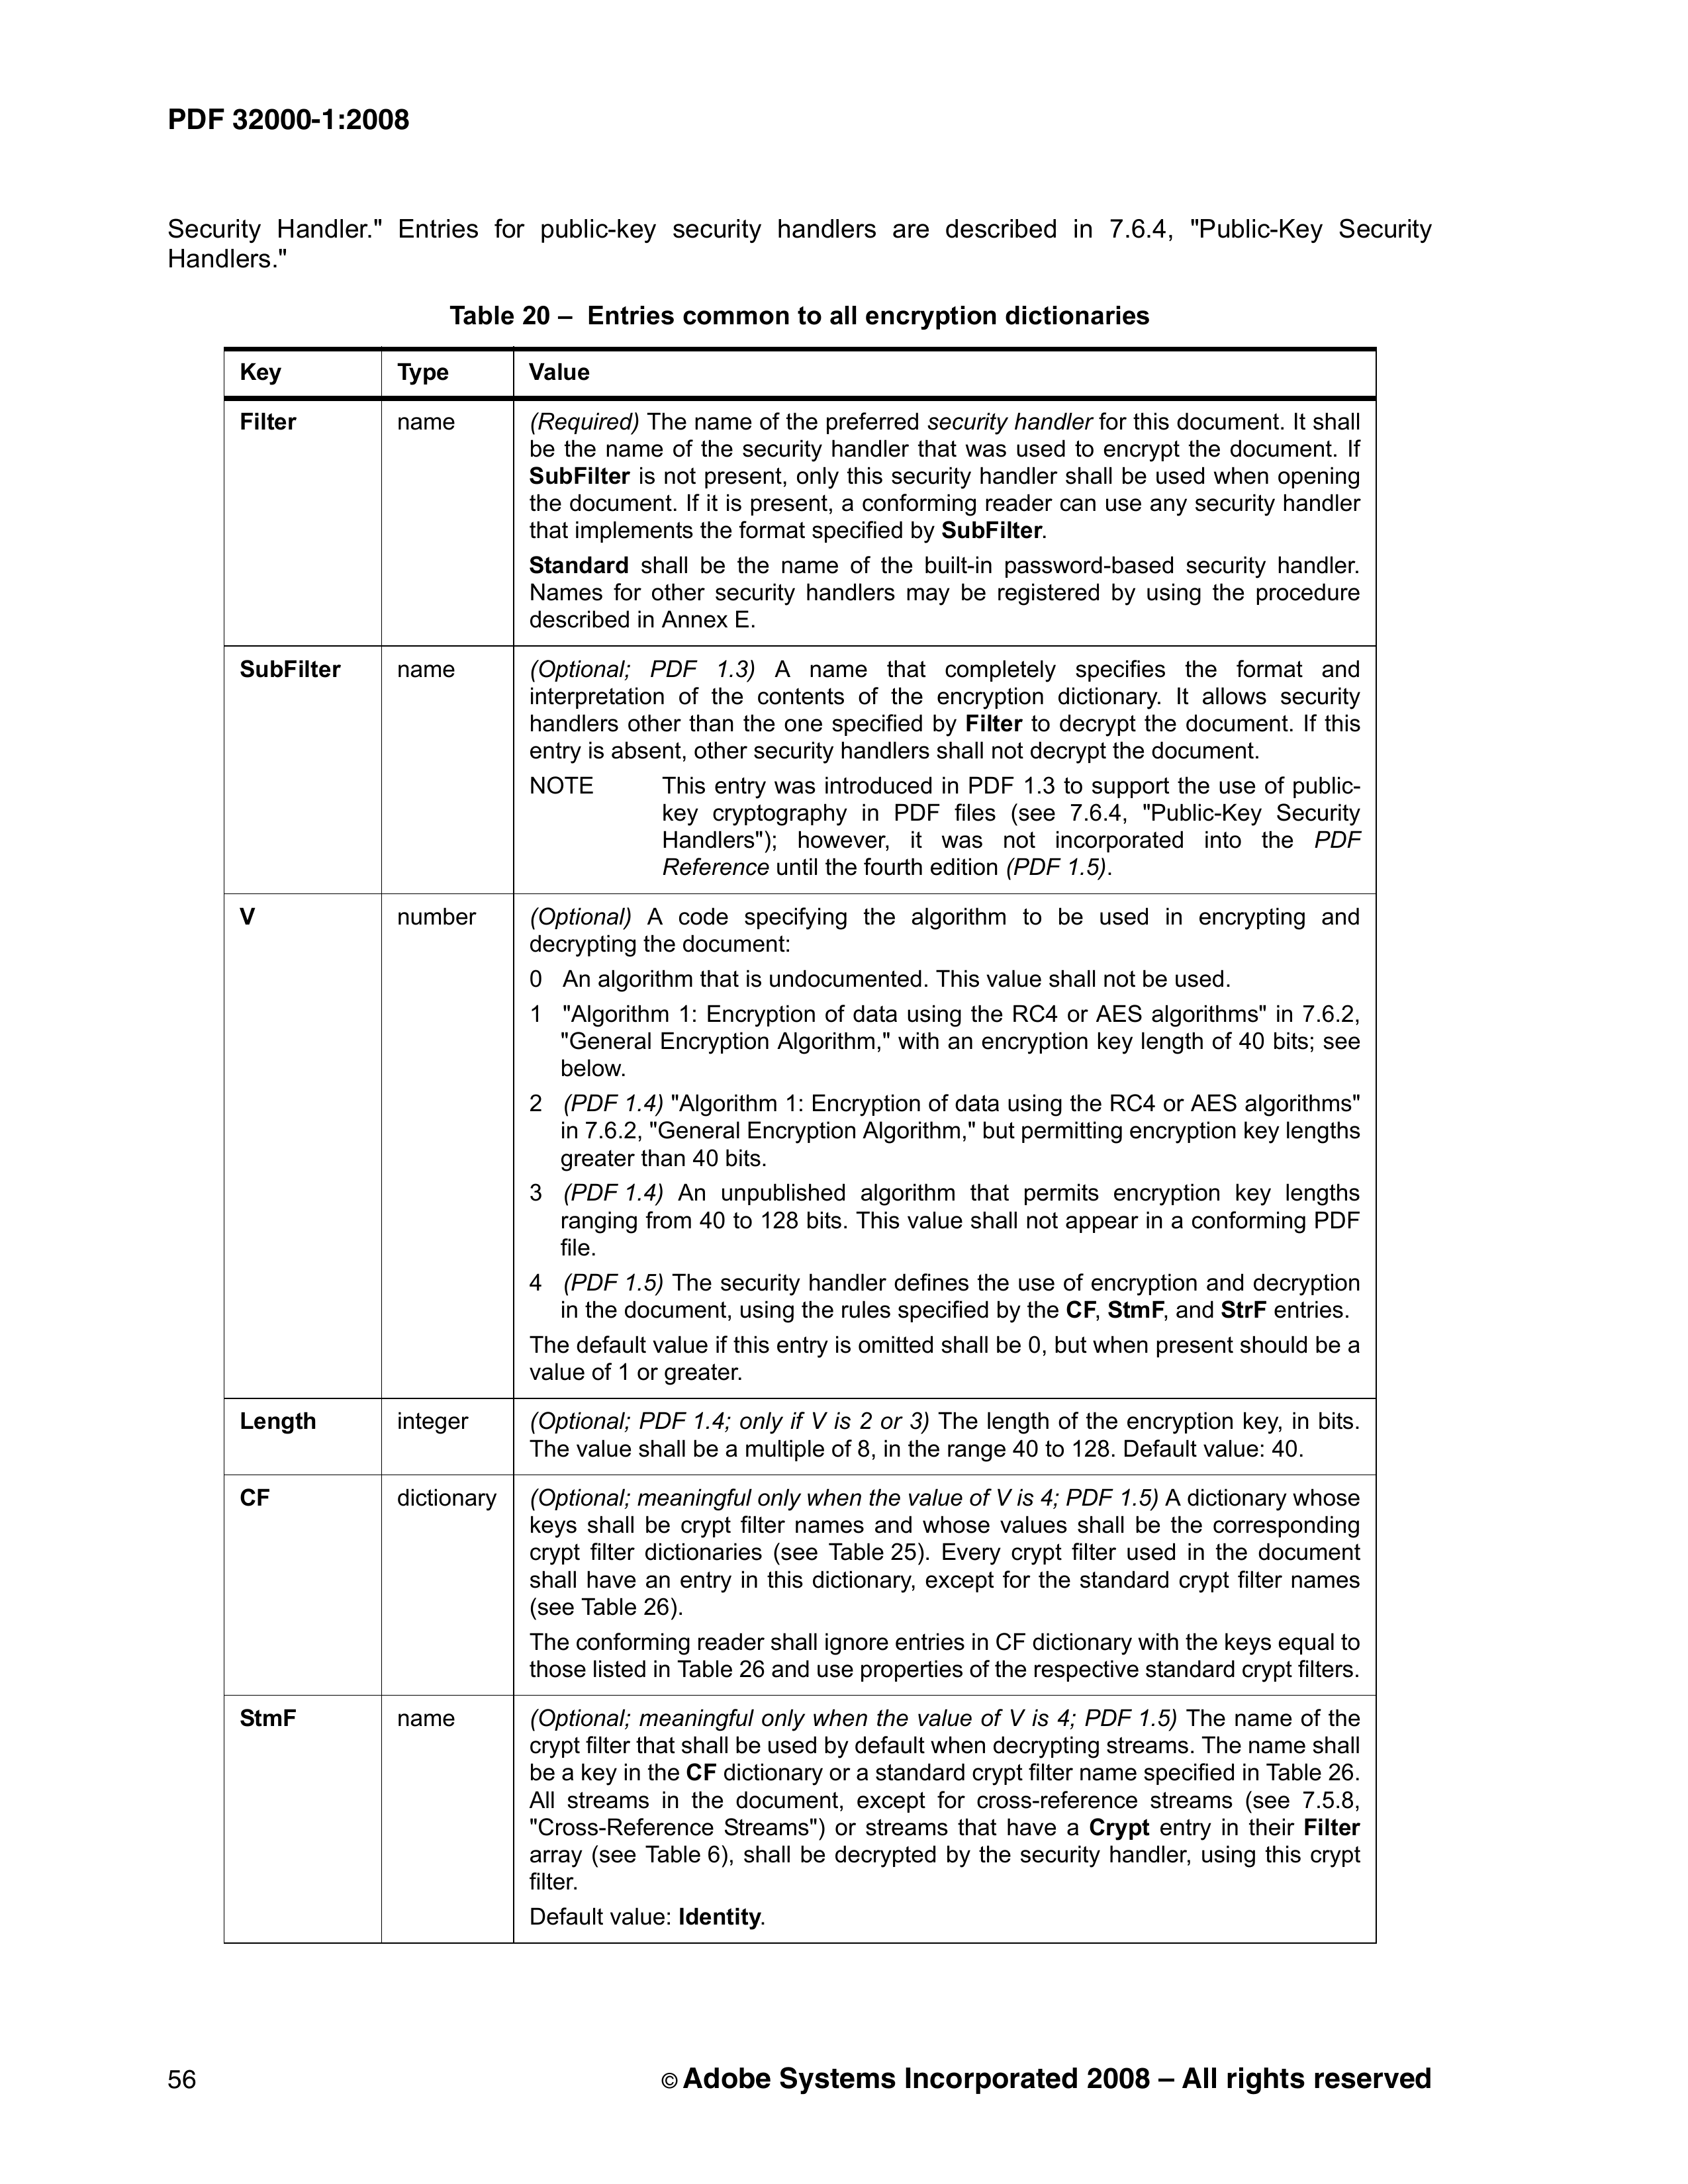 PDF 32000-1:2008
Security Handler." Entries for public-key security handlers are described in 7.6.4, "Public-Key Security
Handlers."
Table 20 – Entries common to all encryption dictionaries
Key Type Value
Filter name (Required) The name of the preferred security handler for this document. It shall
be the name of the security handler that was used to encrypt the document. If
SubFilter is not present, only this security handler shall be used when opening
the document. If it is present, a conforming reader can use any security handler
that implements the format specified by SubFilter.
Standard shall be the name of the built-in password-based security handler.
Names for other security handlers may be registered by using the procedure
described in Annex E.
SubFilter name (Optional; PDF 1.3) A name that completely specifies the format and
interpretation of the contents of the encryption dictionary. It allows security
handlers other than the one specified by Filter to decrypt the document. If this
entry is absent, other security handlers shall not decrypt the document.
NOTE This entry was introduced in PDF 1.3 to support the use of public-
key cryptography in PDF files (see 7.6.4, "Public-Key Security
Handlers"); however, it was not incorporated into the PDF
Reference until the fourth edition (PDF 1.5).
V number (Optional) A code specifying the algorithm to be used in encrypting and
decrypting the document:
0 An algorithm that is undocumented. This value shall not be used.
1 "Algorithm 1: Encryption of data using the RC4 or AES algorithms" in 7.6.2,
"General Encryption Algorithm," with an encryption key length of 40 bits; see
below.
2 (PDF 1.4) "Algorithm 1: Encryption of data using the RC4 or AES algorithms"
in 7.6.2, "General Encryption Algorithm," but permitting encryption key lengths
greater than 40 bits.
3 (PDF 1.4) An unpublished algorithm that permits encryption key lengths
ranging from 40 to 128 bits. This value shall not appear in a conforming PDF
file.
4 (PDF 1.5) The security handler defines the use of encryption and decryption
in the document, using the rules specified by the CF, StmF, and StrF entries.
The default value if this entry is omitted shall be 0, but when present should be a
value of 1 or greater.
Length integer (Optional; PDF 1.4; only if V is 2 or 3) The length of the encryption key, in bits.
The value shall be a multiple of 8, in the range 40 to 128. Default value: 40.
CF dictionary (Optional; meaningful only when the value of V is 4; PDF 1.5) A dictionary whose
keys shall be crypt filter names and whose values shall be the corresponding
crypt filter dictionaries (see Table 25). Every crypt filter used in the document
shall have an entry in this dictionary, except for the standard crypt filter names
(see Table 26).
The conforming reader shall ignore entries in CF dictionary with the keys equal to
those listed in Table 26 and use properties of the respective standard crypt filters.
StmF name (Optional; meaningful only when the value of V is 4; PDF 1.5) The name of the
crypt filter that shall be used by default when decrypting streams. The name shall
be a key in the CF dictionary or a standard crypt filter name specified in Table 26.
All streams in the document, except for cross-reference streams (see 7.5.8,
"Cross-Reference Streams") or streams that have a Crypt entry in their Filter
array (see Table 6), shall be decrypted by the security handler, using this crypt
filter.
Default value: Identity.
56 © Adobe Systems Incorporated 2008 – All rights reserved